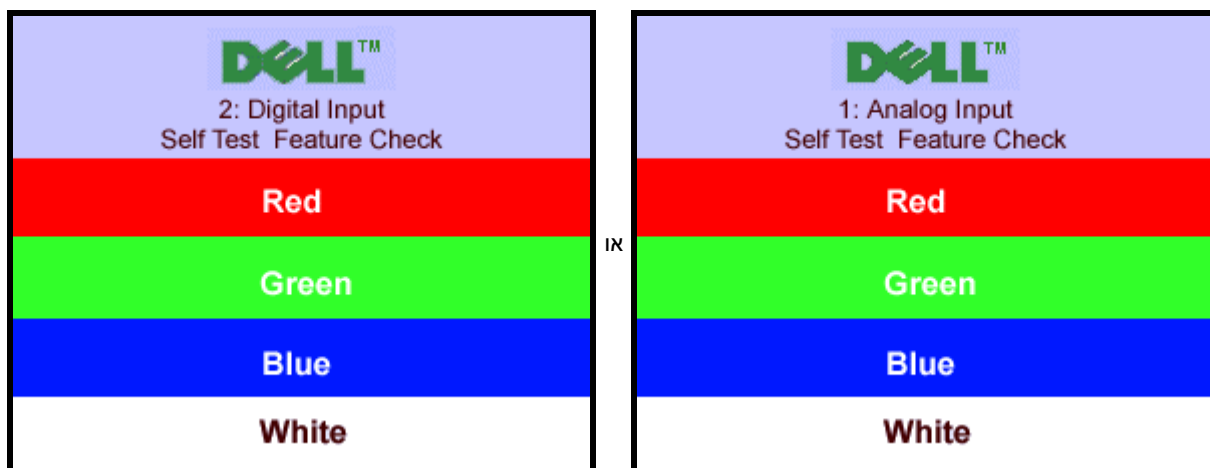 DELL™
2: Digital Input
Self Test Feature Check
Red
Green
Blue
White
או
DELL™
1: Analog Input
Self Test Feature Check
Red
Green
Blue
White